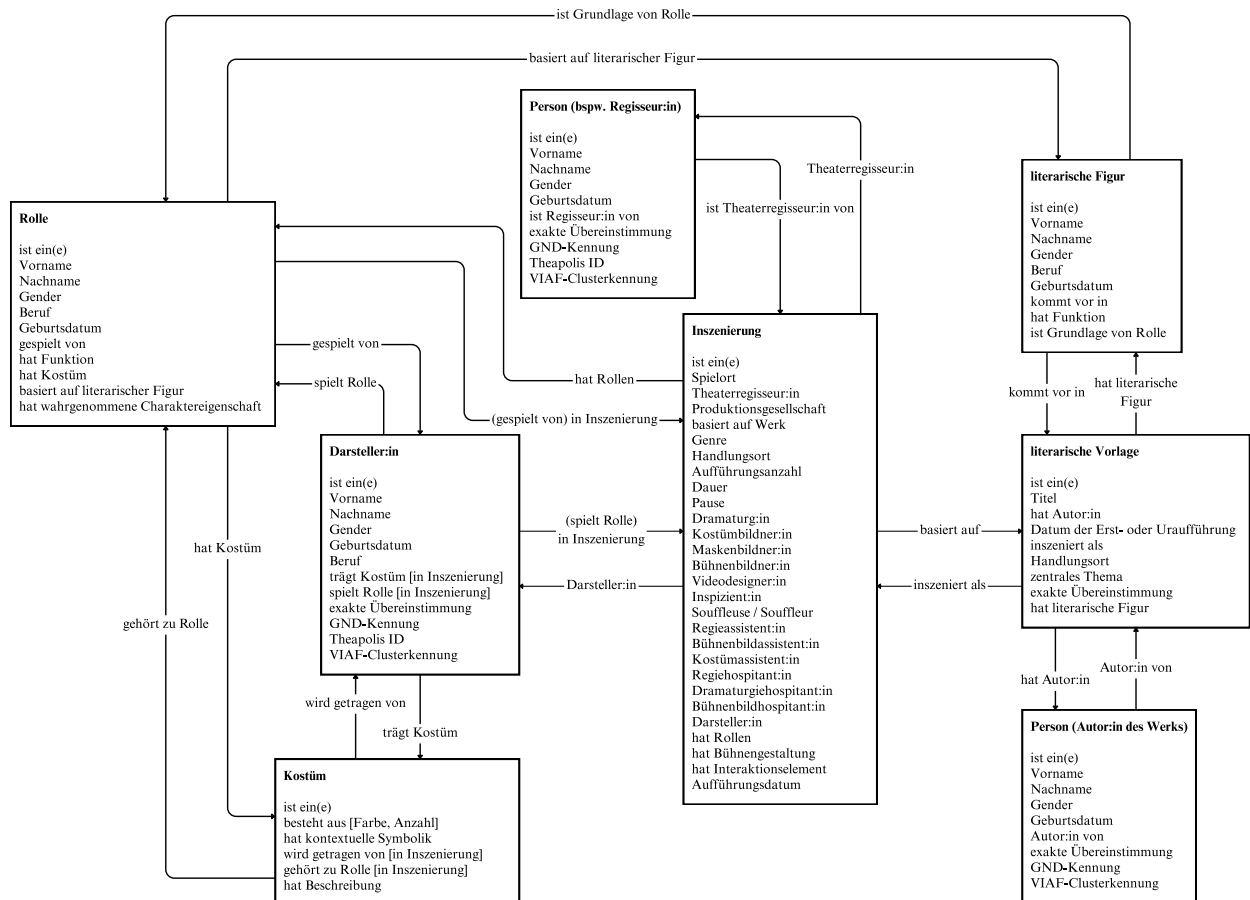 ist Grundlage von Rolle
basiert auf literarischer Figur
Person (bspw. Regisseur:in)
ist ein(e)
Vorname
Nachname
Gender
Geburtsdatum
ist Regisseur:in von
exakte Übereinstimmung
GND-Kennung
Theapolis ID
VIAF-Clusterkennung
Theaterregisseur:in
ist Theaterregisseur:in von
literarische Figur
ist ein(e)
Vorname
Nachname
Gender
Beruf
Geburtsdatum
kommt vor in
hat Funktion
ist Grundlage von Rolle
Rolle
ist ein(e)
Vorname
Nachname
Gender
Beruf
Geburtsdatum
gespielt von
hat Funktion
hat Kostüm
basiert auf literarischer Figur
hat wahrgenommene Charaktereigenschaft
gespielt von
spielt Rolle
hat Rollen
(gespielt von) in Inszenierung
Inszenierung
ist ein(e)
Spielort
Theaterregisseur:in
Produktionsgesellschaft
basiert auf Werk
Genre
Handlungsort
Aufführungsanzahl
Dauer
Pause
Dramaturg:in
Kostümbildner:in
Maskenbildner:in
Bühnenbildner:in
Videodesigner:in
Inspizient:in
Souffleuse / Souffleur
Regieassistent:in
Bühnenbildassistent:in
Kostümassistent:in
Regiehospitant:in
Dramaturgiehospitant:in
Bühnenbildhospitant:in
Darsteller:in
hat Rollen
hat Bühnengestaltung
hat Interaktionselement
Aufführungsdatum
kommt vor in
hat literarische
Figur
Darsteller:in
ist ein(e)
Vorname
Nachname
Gender
Geburtsdatum
Beruf
trägt Kostüm [in Inszenierung]
spielt Rolle [in Inszenierung]
exakte Übereinstimmung
GND-Kennung
Theapolis ID
VIAF-Clusterkennung
(spielt Rolle)
in Inszenierung
Darsteller:in
basiert auf
inszeniert als
literarische Vorlage
ist ein(e)
Titel
hat Autor:in
Datum der Erst- oder Uraufführung
inszeniert als
Handlungsort
zentrales Thema
exakte Übereinstimmung
hat literarische Figur
hat Kostüm
gehört zu Rolle
wird getragen von
trägt Kostüm
hat Autor:in
Autor:in von
Kostüm
ist ein(e)
besteht aus [Farbe, Anzahl]
hat kontextuelle Symbolik
wird getragen von [in Inszenierung]
gehört zu Rolle [in Inszenierung]
hat Beschreibung
Person (Autor:in des Werks)
ist ein(e)
Vorname
Nachname
Gender
Geburtsdatum
Autor:in von
exakte Übereinstimmung
GND-Kennung
VIAF-Clusterkennung